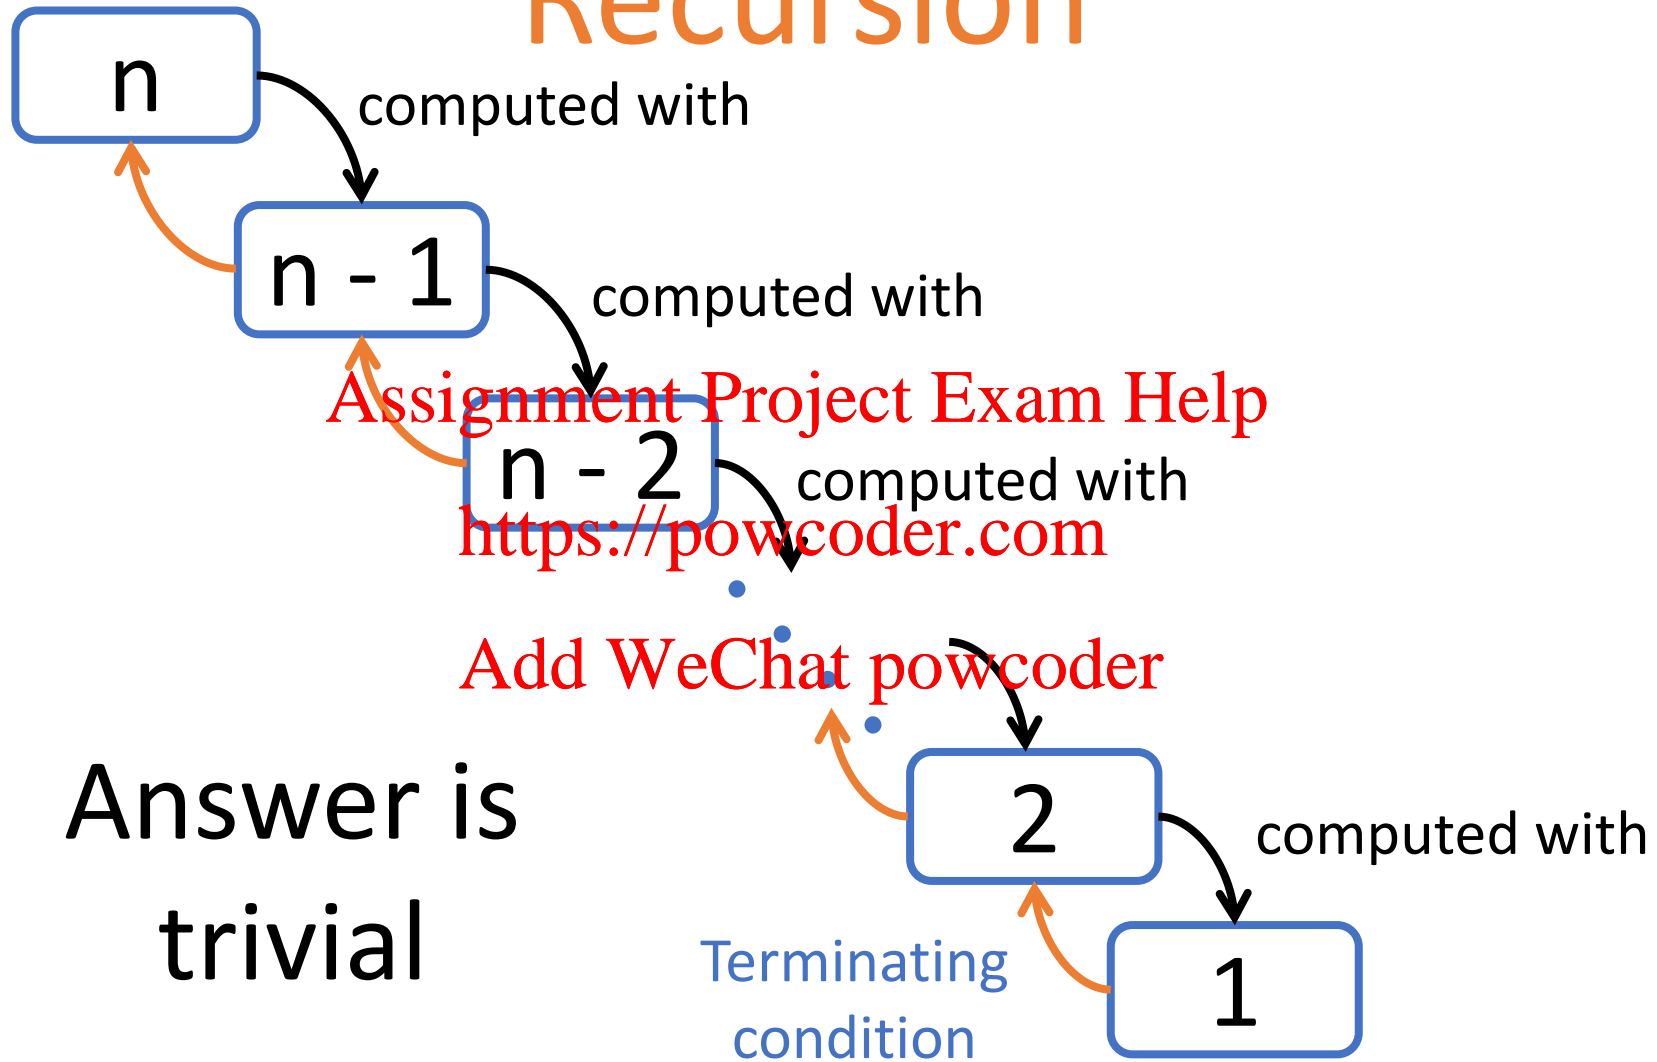 Recursion
n
computed with
n - 1
computed with
Assignment Project Exam Help
n - 2
computed with
https://powcoder.com
Add WeChat powcoder
Answer is
trivial
2
computed with
Terminating
condition
1